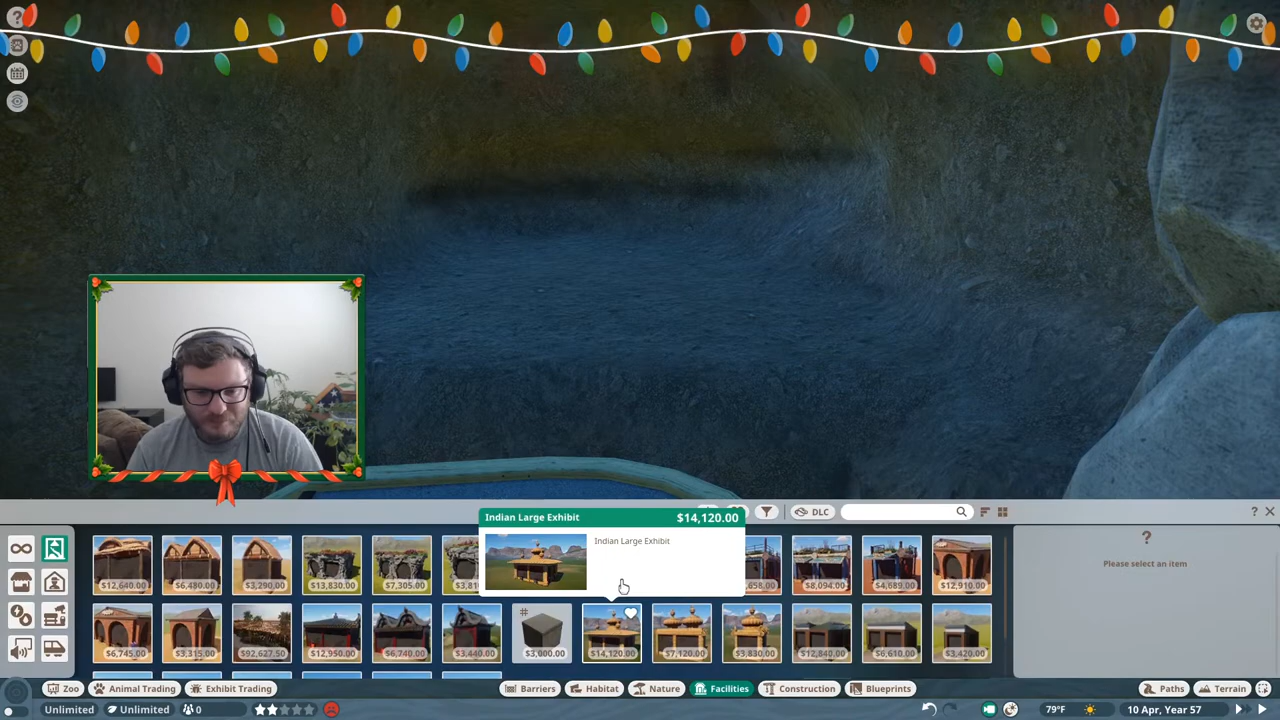 Indian Large Exhibit $14,120.00
Indian Large Exhibit
DLC
$12,640.00 $6,480.00 $3,290.00 $13,830.00 $7,305.00 $8,094.00 $4,689.00 $12,910.00
$6,745.00 $3,315.00 $92,627.50 $12,950.00 $6,740.00 $3,440.00 $3,000.00 $14,120.00 $7,120.00 $3,830.00 $12,840.00 $6,610.00 $3,420.00
?
Please select an item
Zoo Animal Trading Exhibit Trading Barriers Habitat Nature Facilities Construction Blueprints Paths Terrain
Unlimited Unlimited 0 79°F 10 Apr, Year 57